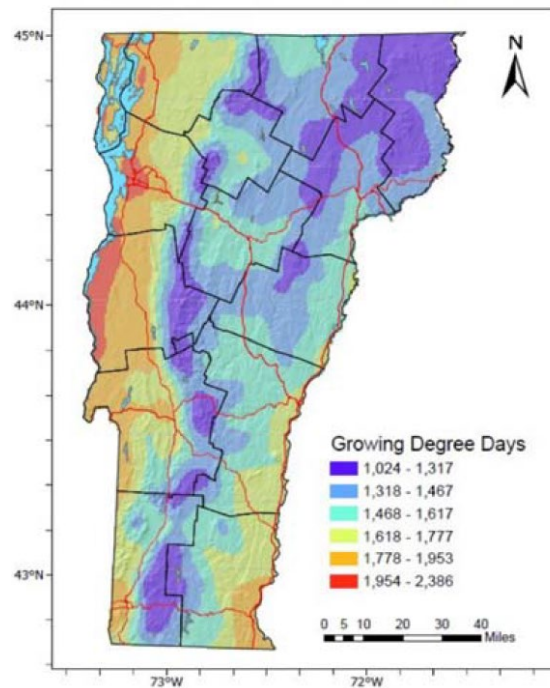 45°N
N
44°N
Growing Degree Days
1,024 - 1,317
1,318 - 1,467
1,468 - 1,617
1,618 - 1,777
1,778 - 1,953
1,954 - 2,386
43°N
0 5 10 20 30 40
Miles
73°W 72°W